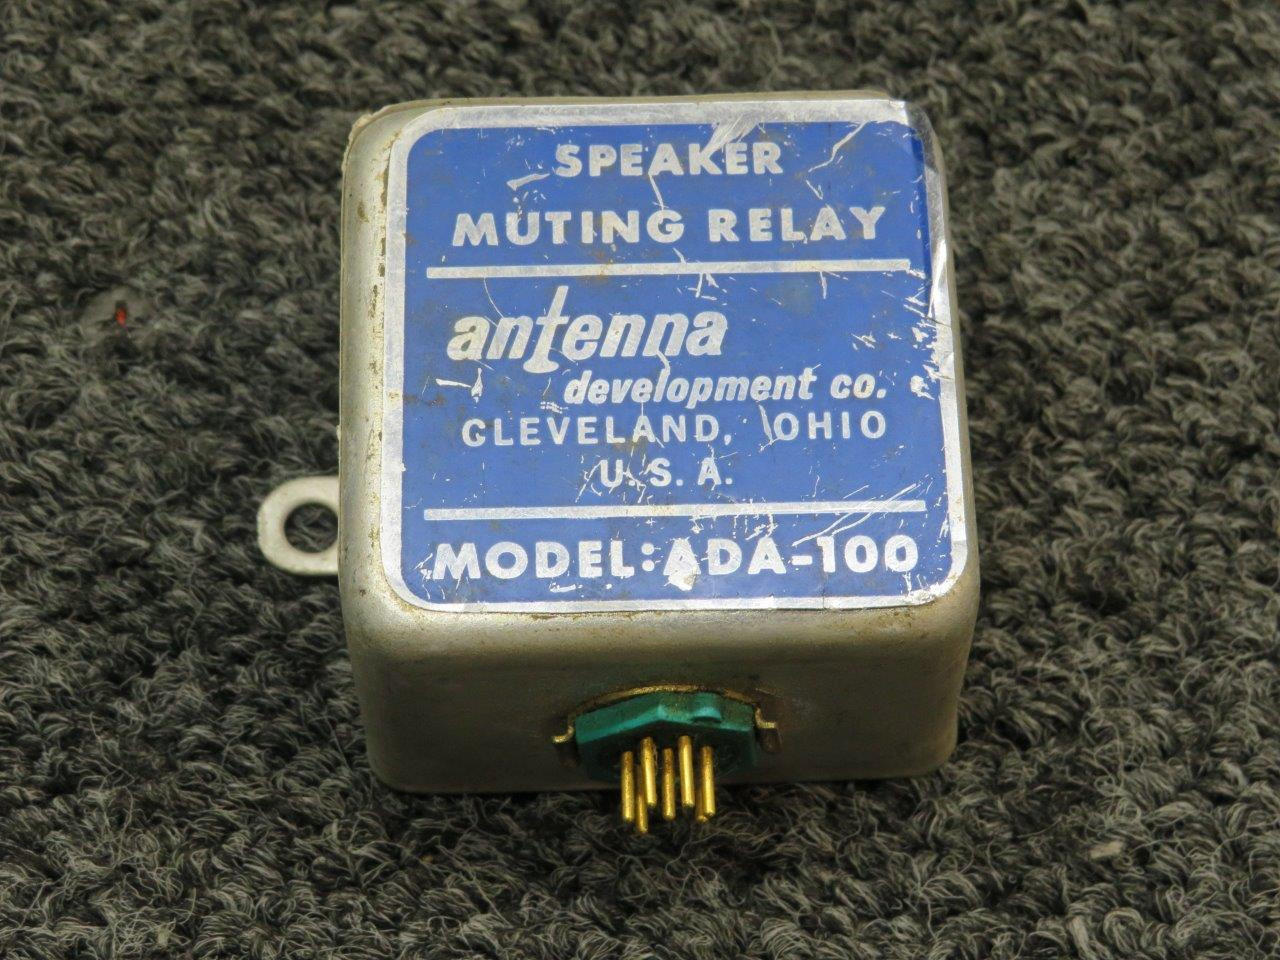 SPEAKER
MUTING RELAY
antenna
development co.
CLEVELAND, OHIO
U.S.A.
MODEL: ADA-100